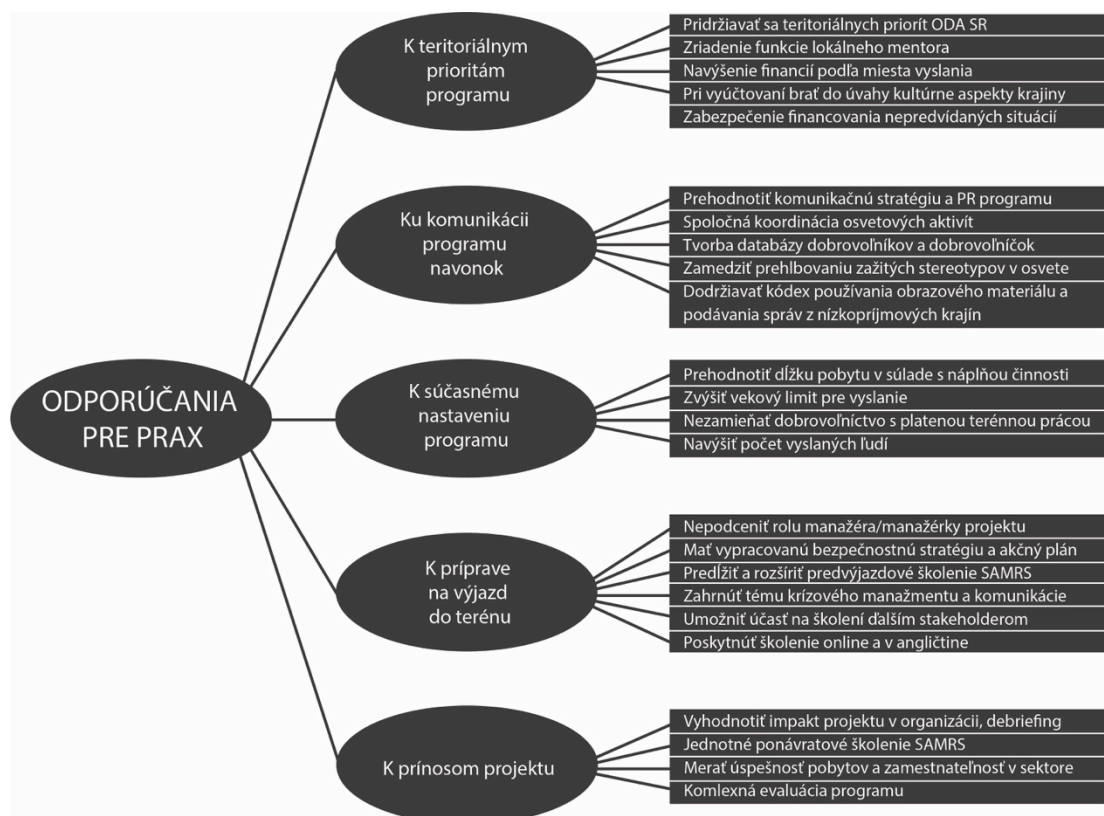 ODPORÚČANIA
PRE PRAX
K teritoriálnym
prioritám
programu
Pridržiavať sa teritoriálnych priorít ODA SR
Zriadenie funkcie lokálneho mentora
Navýšenie financií podľa miesta vyslania
Pri vyúčtovaní brať do úvahy kultúrne aspekty krajiny
Zabezpečenie financovania nepredvídaných situácií
Ku komunikácii
programu
navonok
Prehodnotiť komunikačnú stratégiu a PR programu
Spoločná koordinácia osvetových aktivít
Tvorba databázy dobrovoľníkov a dobrovoľníčok
Zamedziť prehlbovaniu zažitých stereotypov v osvete
Dodržiavať kódex používania obrazového materiálu a
podávania správ z nízkopríjmových krajín
K súčasnému
nastaveniu
programu
Prehodnotiť dĺžku pobytu v súlade s náplňou činnosti
Zvýšiť vekový limit pre vyslanie
Nezamieňať dobrovoľníctvo s platenou terénnou prácou
Navýšiť počet vyslaných ľudí
K príprave
na výjazd
do terénu
Nepodceniť rolu manažéra/manažérky projektu
Mať vypracovanú bezpečnostnú stratégiu a akčný plán
Predĺžiť a rozšíriť predvýjazdové školenie SAMRS
Zahrnúť tému krízového manažmentu a komunikácie
Umožniť účasť na školení ďalším stakeholderom
Poskytnúť školenie online a v angličtine
K prínosom projektu
Vyhodnotiť impakt projektu v organizácii, debriefing
Jednotné ponávratové školenie SAMRS
Merať úspešnosť pobytov a zamestnateľnosť v sektore
Komlexná evaluácia programu